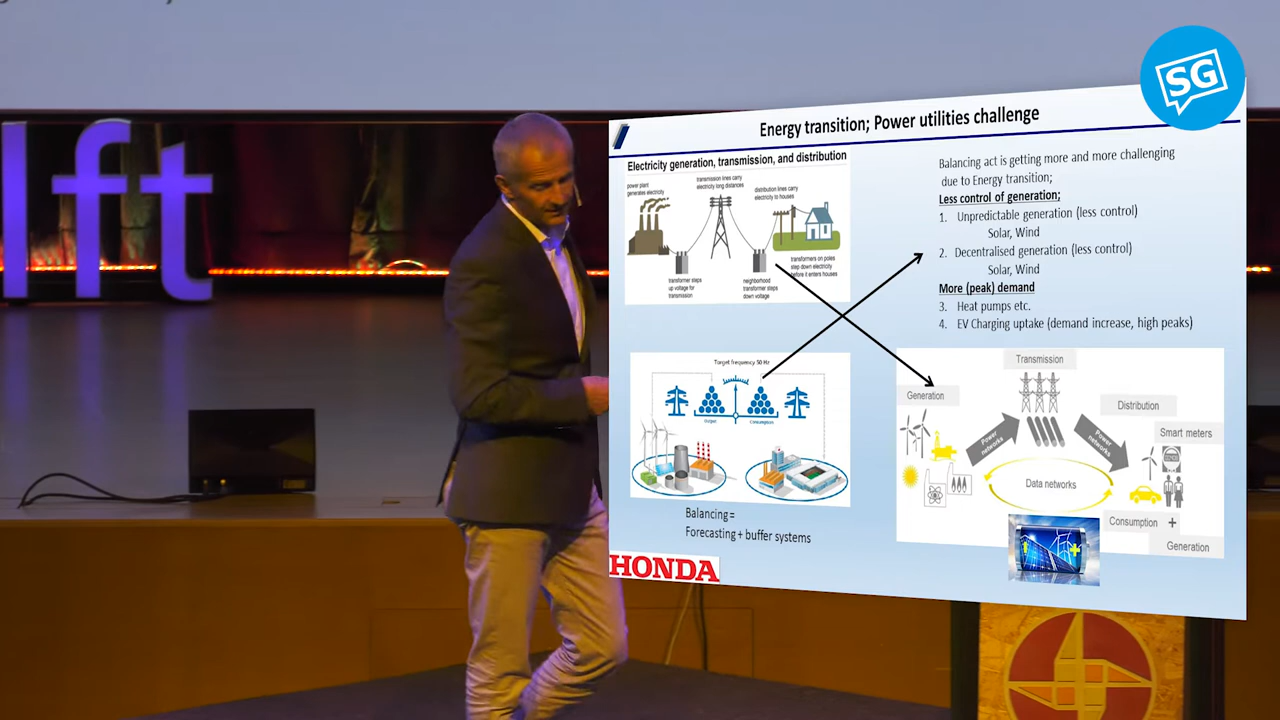 lft
SG
Energy transition; Power utilities challenge
Electricity generation, transmission, and distribution
power plant
generates electricity
transmission lines carry
electricity long distances
distribution lines carry
electricity to houses
transformer steps
up voltage for
transmission
neighborhood
transformer steps
down voltage
transformers on poles
step down electricity
before it enters houses
Balancing act is getting more and more challenging
due to Energy transition;
Less control of generation;
1. Unpredictable generation (less control)
Solar, Wind
2. Decentralised generation (less control)
Solar, Wind
More (peak) demand
3. Heat pumps etc.
4. EV Charging uptake (demand increase, high peaks)
Target frequency 50 Hz
Output
Consumption
Balancing =
Forecasting + buffer systems
HONDA
Transmission
Generation
Distribution
Smart meters
Power
networks
Power
networks
Data networks
Consumption +
Generation